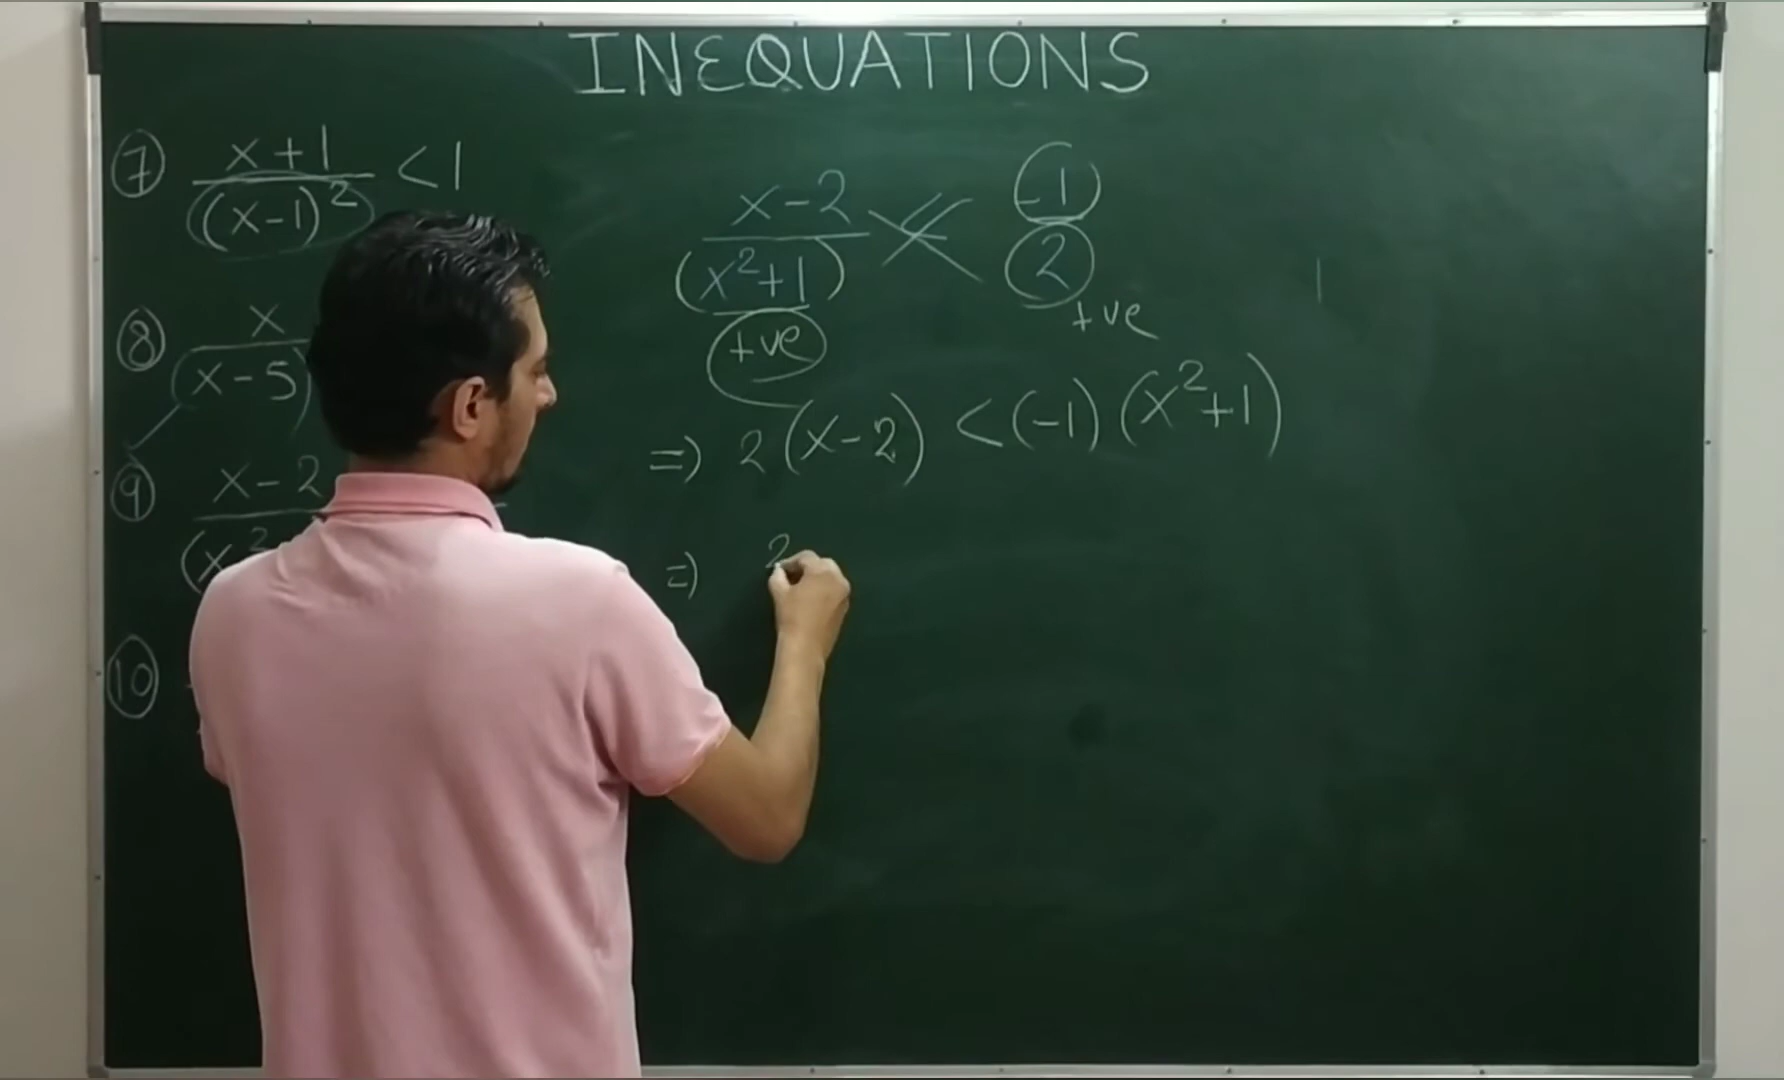 INEQUATIONS
⑦ (x+1)/(x-1)² < 1
⑧ x/(x-5)
⑨ x-2
(x²
⑩
(x-2)/(x²+1) < -1/2
+ve
+ve
=) 2(x-2) < (-1)(x²+1)
=) 2